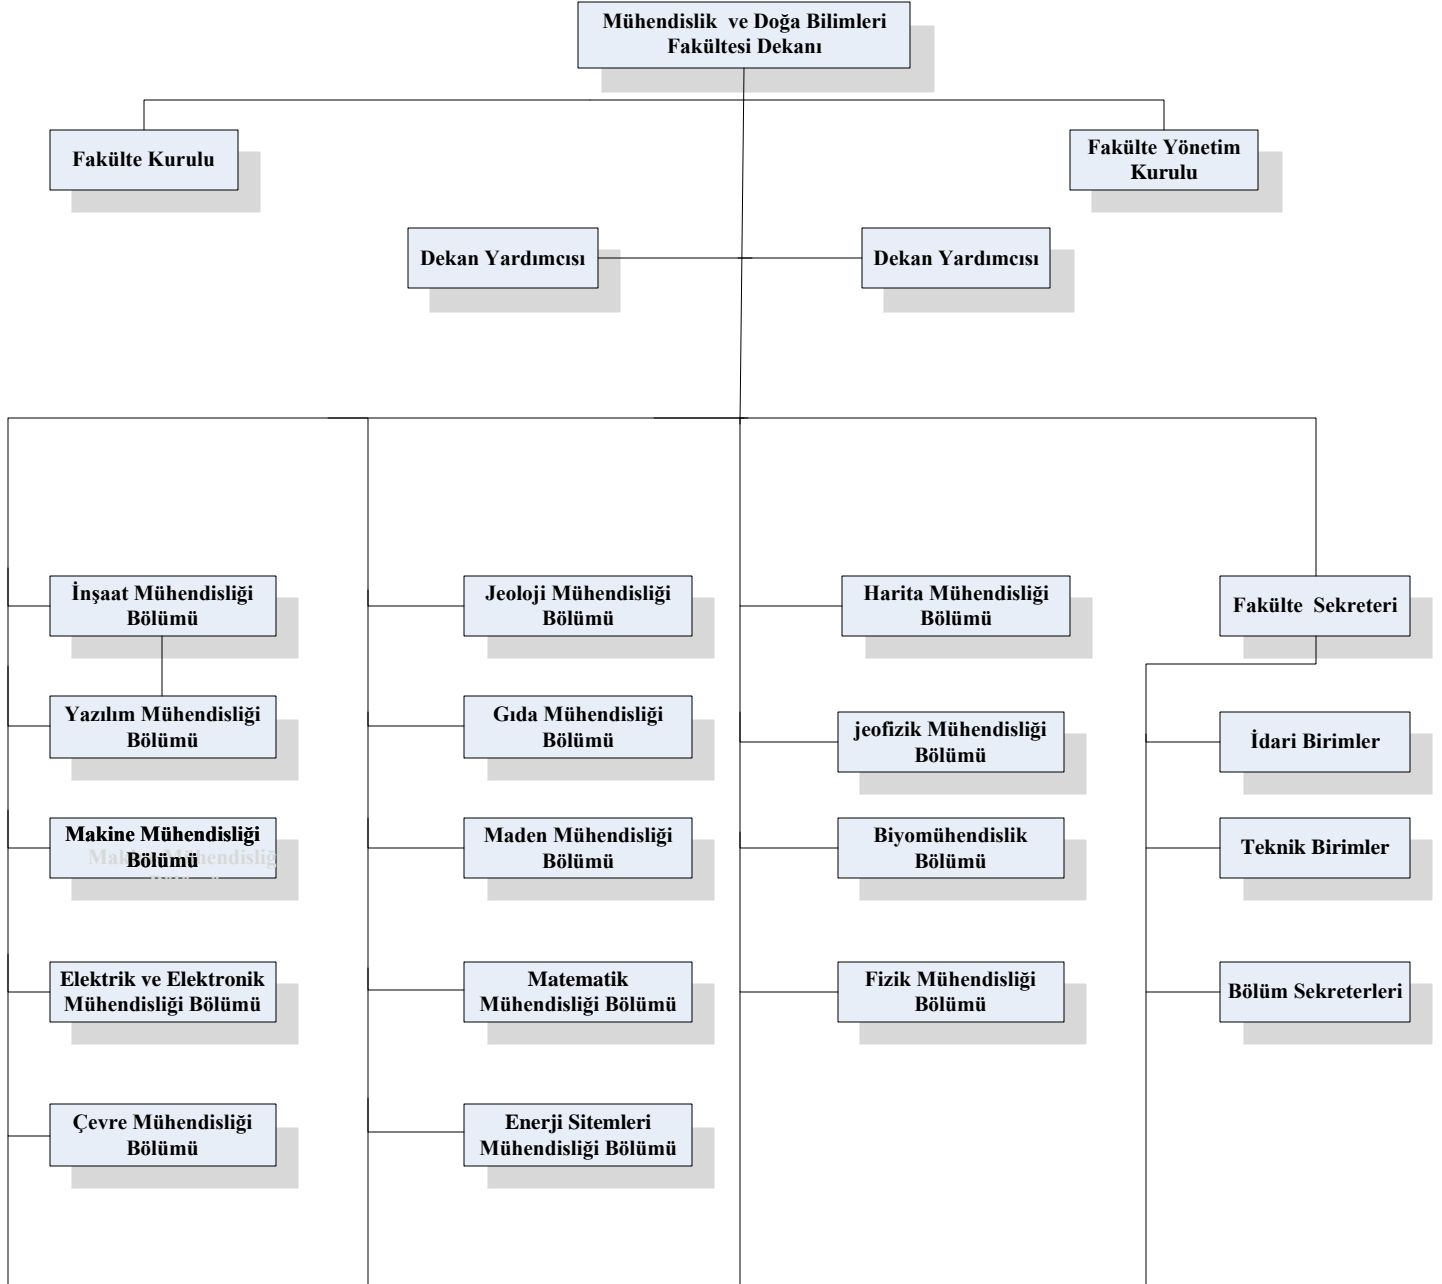 Mühendislik ve Doğa Bilimleri
Fakültesi Dekanı
Fakülte Kurulu
Fakülte Yönetim
Kurulu
Dekan Yardımcısı
Dekan Yardımcısı
İnşaat Mühendisliği
Bölümü
Jeoloji Mühendisliği
Bölümü
Harita Mühendisliği
Bölümü
Fakülte Sekreteri
Yazılım Mühendisliği
Bölümü
Gıda Mühendisliği
Bölümü
jeofizik Mühendisliği
Bölümü
İdari Birimler
Makine Mühendisliği
Bölümü
Maden Mühendisliği
Bölümü
Biyomühendislik
Bölümü
Teknik Birimler
Elektrik ve Elektronik
Mühendisliği Bölümü
Matematik
Mühendisliği Bölümü
Fizik Mühendisliği
Bölümü
Bölüm Sekreterleri
Çevre Mühendisliği
Bölümü
Enerji Sitemleri
Mühendisliği Bölümü